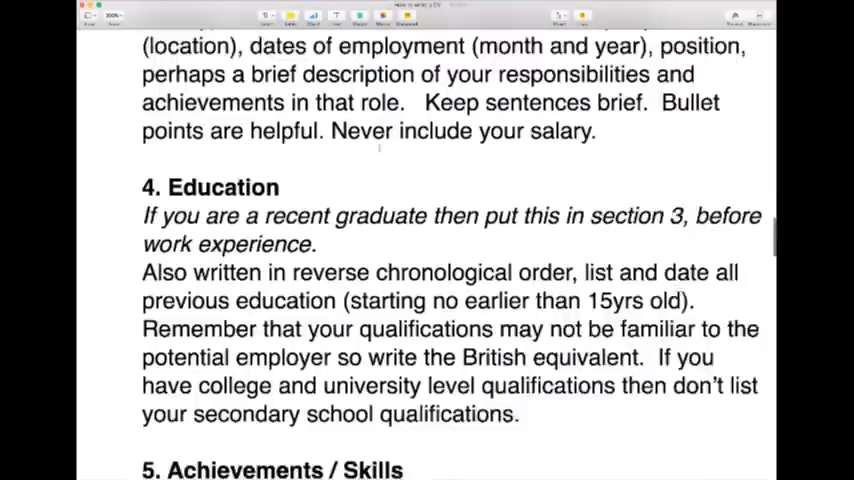 (location), dates of employment (month and year), position,
perhaps a brief description of your responsibilities and
achievements in that role.   Keep sentences brief.  Bullet
points are helpful. Never include your salary.
4. Education
If you are a recent graduate then put this in section 3, before
work experience.
Also written in reverse chronological order, list and date all
previous education (starting no earlier than 15yrs old).
Remember that your qualifications may not be familiar to the
potential employer so write the British equivalent.  If you
have college and university level qualifications then don’t list
your secondary school qualifications.
5. Achievements / Skills